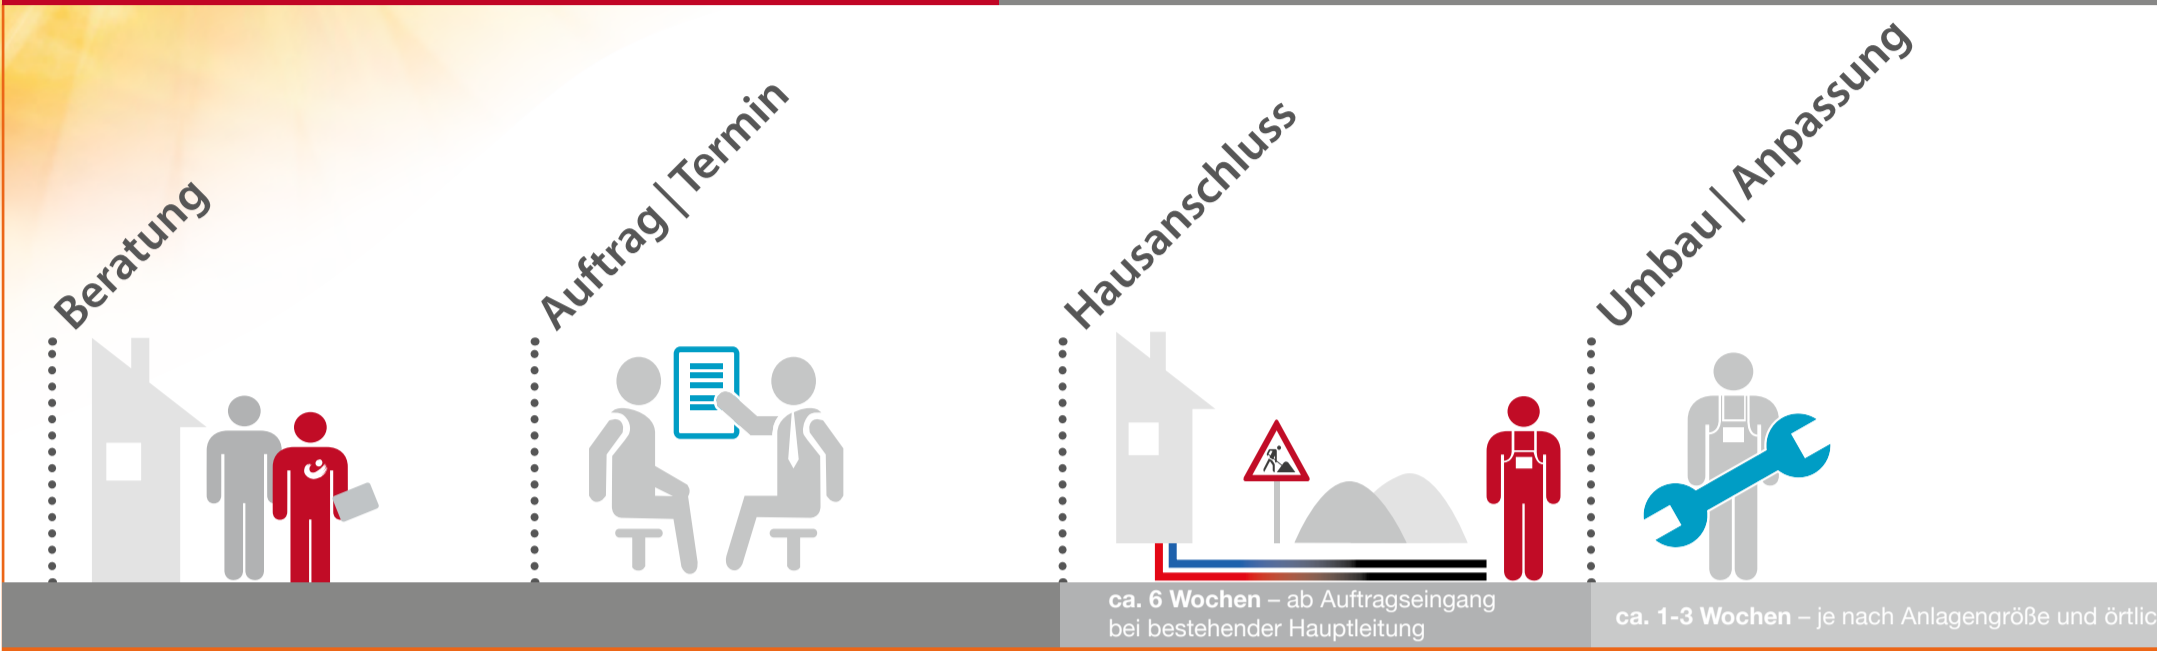 Beratung
Auftrag | Termin
Hausanschluss
Umbau | Anpassung
ca. 6 Wochen – ab Auftragseingang
bei bestehender Hauptleitung
ca. 1-3 Wochen – je nach Anlagengröße und